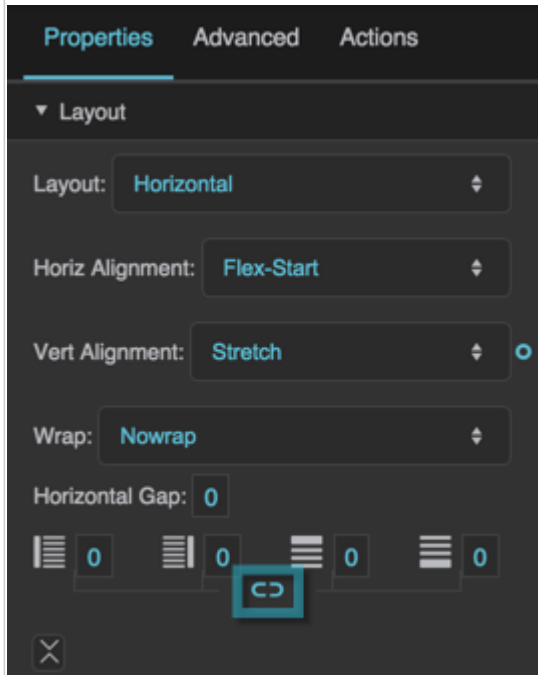 Properties Advanced Actions
Layout
Layout: Horizontal
Horiz Alignment: Flex-Start
Vert Alignment: Stretch
Wrap: Nowrap
Horizontal Gap: 0
0 0 0 0